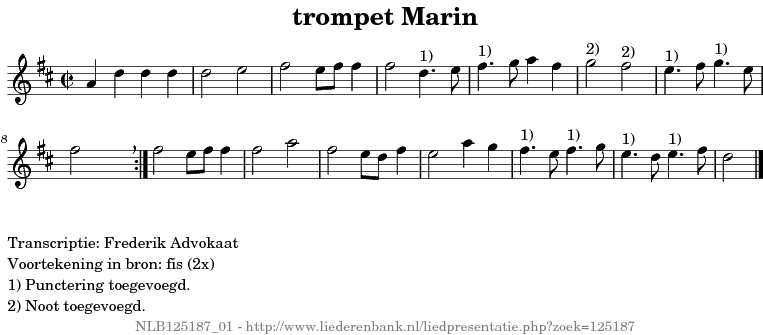 trompet Marin
1) 1) 2) 2) 1) 1)
8
1) 1) 1) 1)
Transcriptie: Frederik Advokaat
Voortekening in bron: fis (2x)
1) Punctering toegevoegd.
2) Noot toegevoegd.
NLB125187_01 - http://www.liederenbank.nl/liedpresentatie.php?zoek=125187